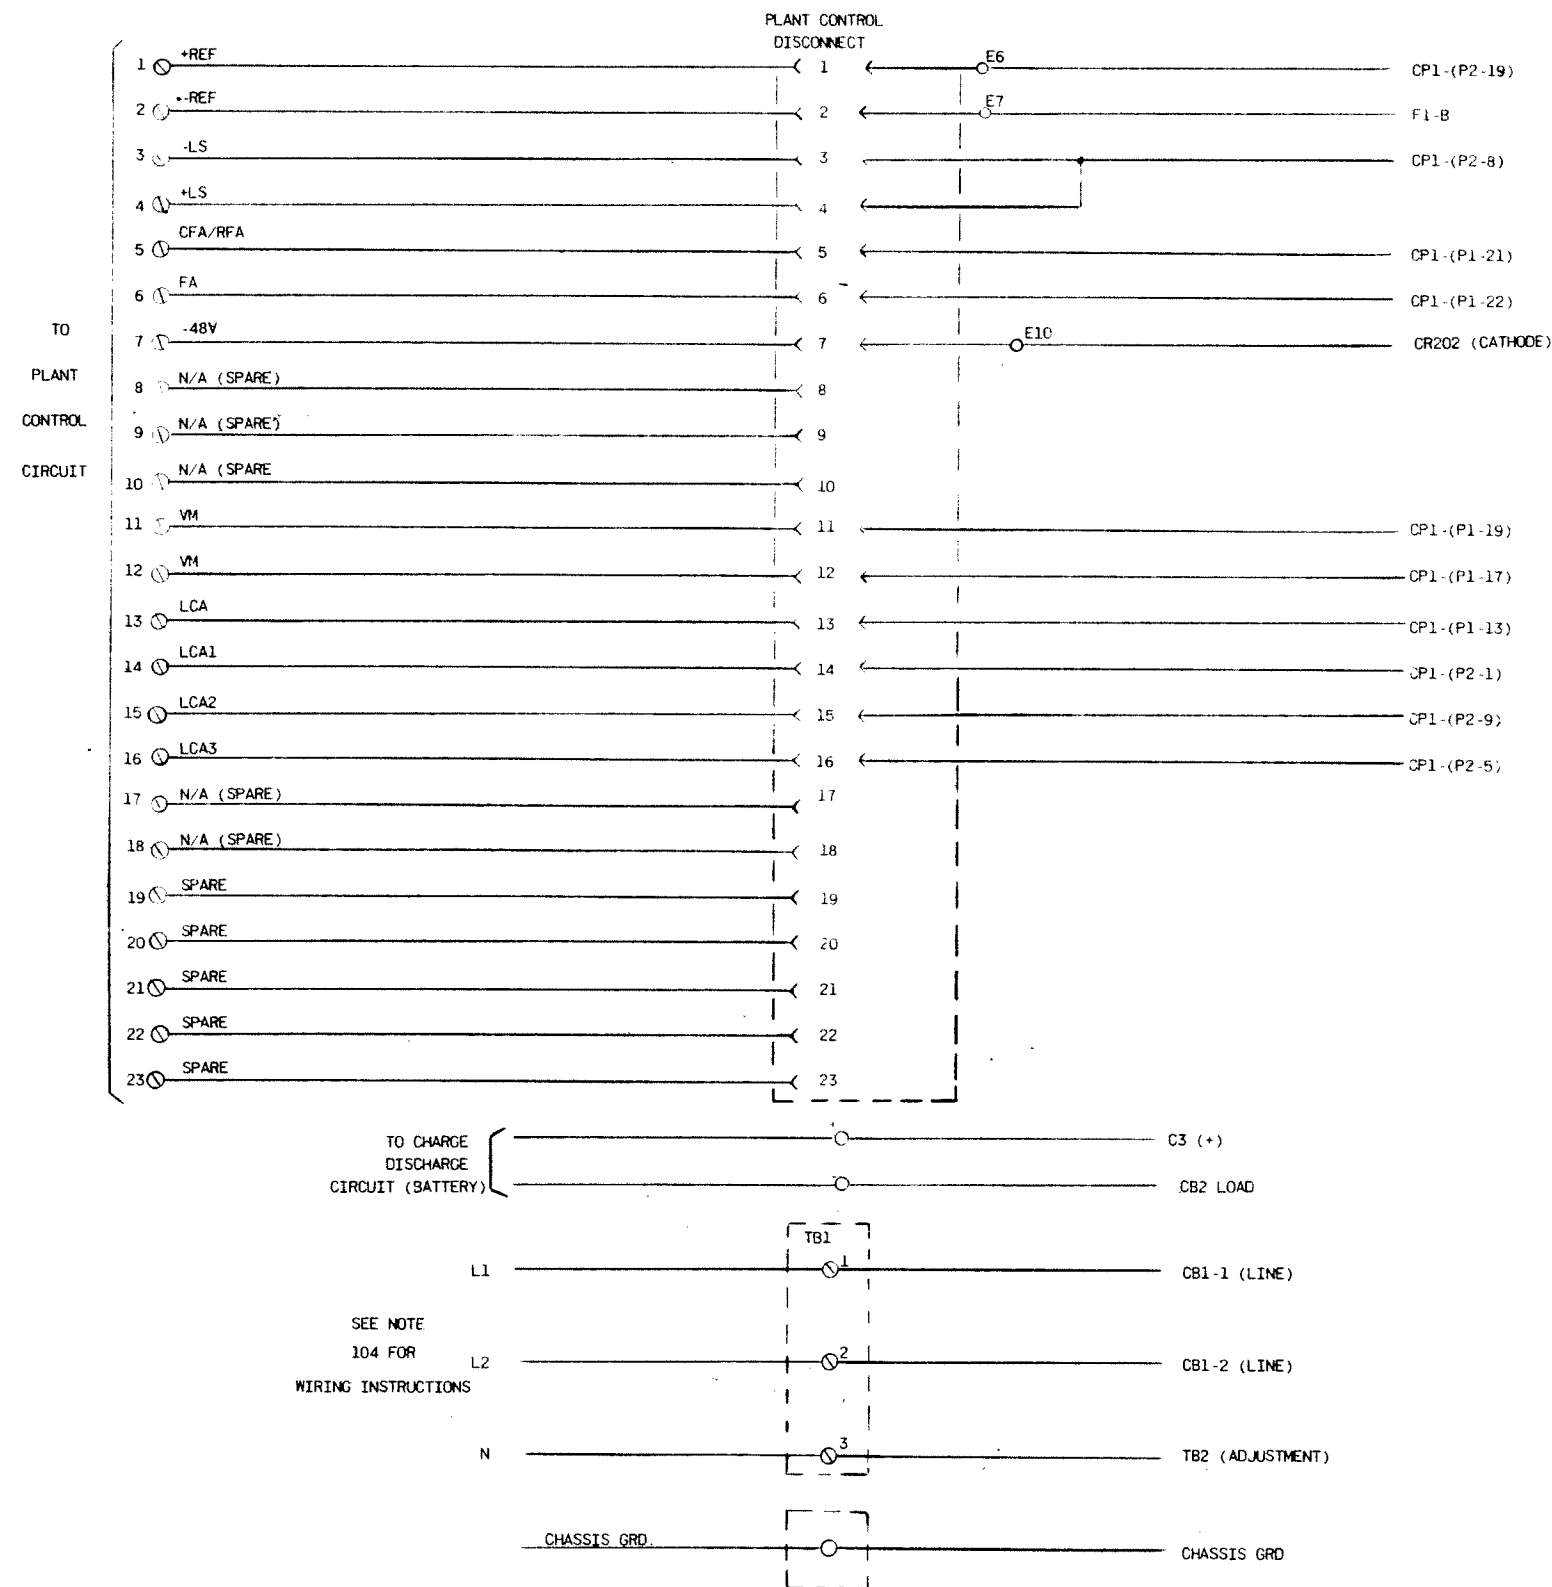 PLANT CONTROL
DISCONNECT
1 +REF 1 E6 CP1-(P2-19)
2 -REF 2 E7 F1-B
3 -LS 3 CP1-(P2-8)
4 +LS 4
5 CFA/RFA 5 CP1-(P1-21)
6 FA 6 CP1-(P1-22)
TO
7 -48V 7 E10 CR202 (CATHODE)
PLANT
8 N/A (SPARE) 8
CONTROL
9 N/A (SPARE) 9
CIRCUIT
10 N/A (SPARE 10
11 VM 11 CP1-(P1-19)
12 VM 12 CP1-(P1-17)
13 LCA 13 CP1-(P1-13)
14 LCA1 14 CP1-(P2-1)
15 LCA2 15 CP1-(P2-9)
16 LCA3 16 CP1-(P2-5)
17 N/A (SPARE) 17
18 N/A (SPARE) 18
19 SPARE 19
20 SPARE 20
21 SPARE 21
22 SPARE 22
23 SPARE 23
TO CHARGE
DISCHARGE
CIRCUIT (BATTERY)
C3 (+)
CB2 LOAD
TB1
L1 1 CB1-1 (LINE)
SEE NOTE
104 FOR
WIRING INSTRUCTIONS
L2 2 CB1-2 (LINE)
N 3 TB2 (ADJUSTMENT)
CHASSIS GRD. CHASSIS GRD